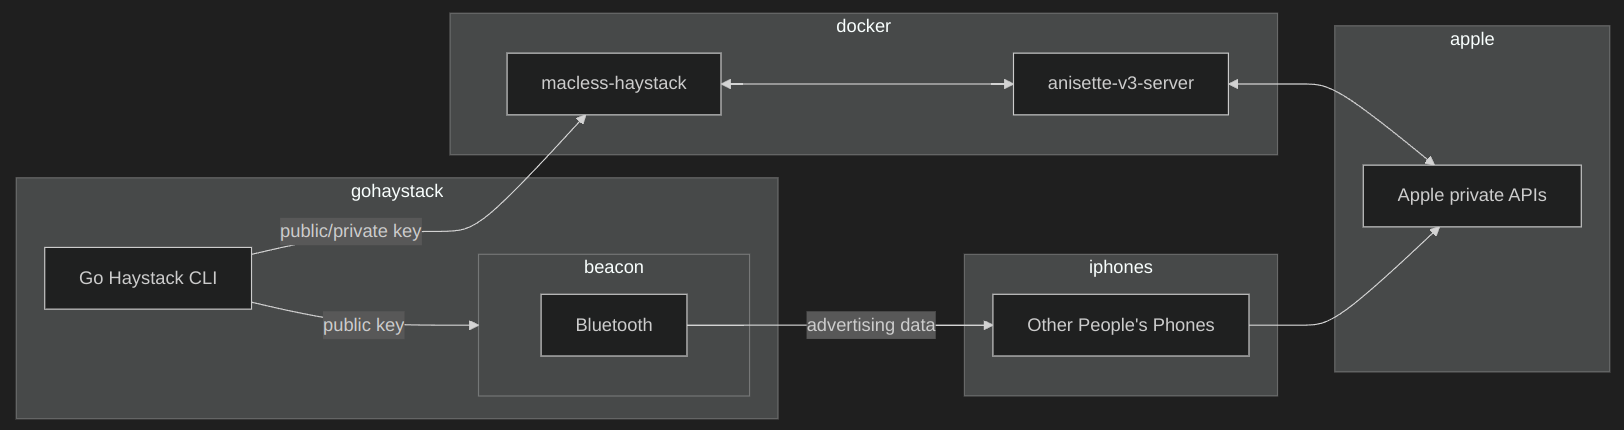 docker
macless-haystack
anisette-v3-server
apple
Apple private APIs
gohaystack
public/private key
Go Haystack CLI
public key
beacon
Bluetooth
advertising data
iphones
Other People's Phones